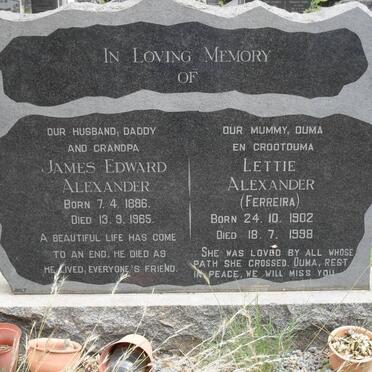 IN LOVING MEMORY
OF
OUR HUSBAND, DADDY
AND GRANDPA
JAMES EDWARD
ALEXANDER
BORN 7. 4. 1886.
DIED 13. 9. 1965.
A BEAUTIFUL LIFE HAS COME
TO AN END, HE DIED AS
HE LIVED, EVERYONE'S FRIEND.
OUR MUMMY, OUMA
EN GROOTOUMA
LETTIE
ALEXANDER
(FERREIRA)
BORN 24. 10. 1902
DIED 18. 7. 1998
SHE WAS LOVED BY ALL WHOSE
PATH SHE CROSSED. OUMA, REST
IN PEACE, WE WILL MISS YOU